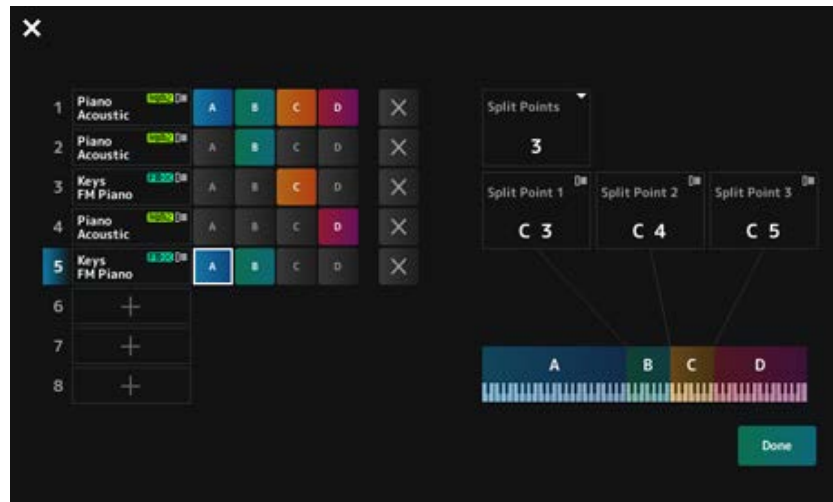 1 Piano Acoustic A B C D
2 Piano Acoustic A B C D
3 Keys FM Piano A B C D
4 Piano Acoustic A B C D
5 Keys FM Piano A B C D
6
7
8
Split Points
3
Split Point 1 Split Point 2 Split Point 3
C 3 C 4 C 5
A B C D
Done